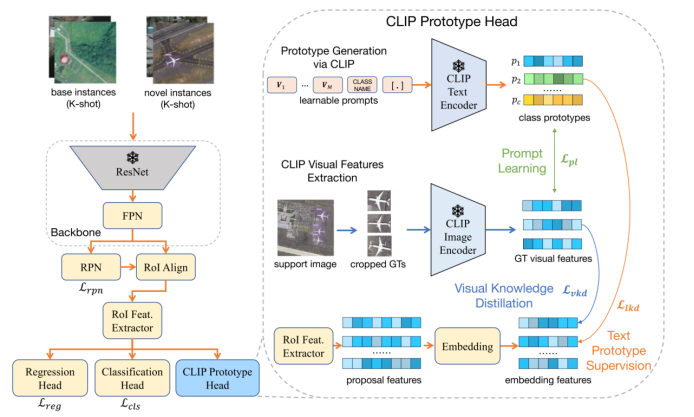 CLIP Prototype Head
base instances
(K-shot)
novel instances
(K-shot)
ResNet
FPN
Backbone
RPN
RoI Align
ℒrpn
RoI Feat.
Extractor
Regression
Head
Classification
Head
CLIP Prototype
Head
ℒreg
ℒcls
Prototype Generation
via CLIP
V1
...
VM
CLASS
NAME
[ . ]
learnable prompts
CLIP
Text
Encoder
p1
p2
......
pc
class prototypes
Prompt
Learning
ℒpl
CLIP Visual Features
Extraction
support image
cropped GTs
CLIP
Image
Encoder
GT visual features
Visual Knowledge
Distillation
ℒvkd
ℒlkd
RoI Feat.
Extractor
......
proposal features
Embedding
......
embedding features
Text
Prototype
Supervision